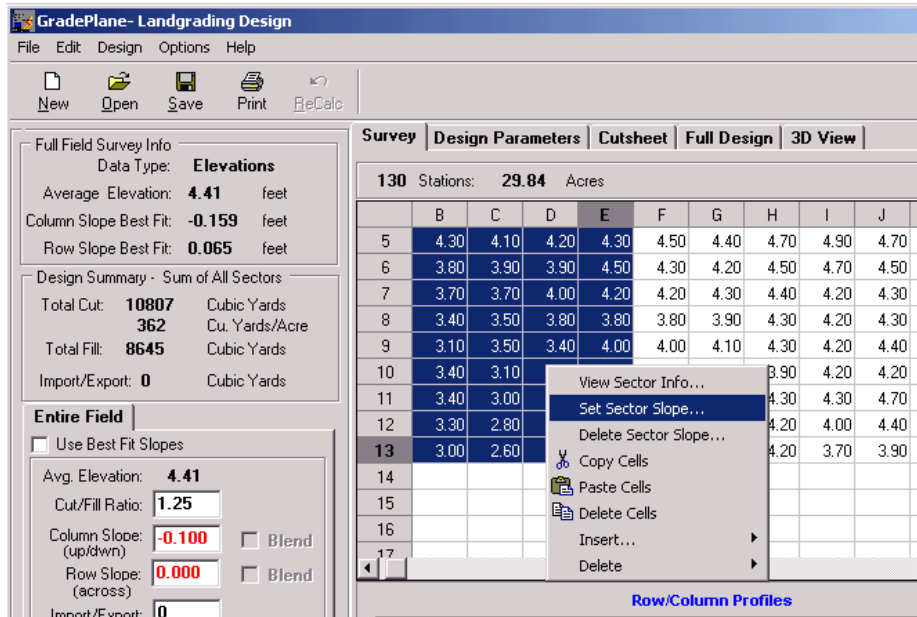 GradePlane- Landgrading Design
File Edit Design Options Help
New Open Save Print ReCalc
Full Field Survey Info
Data Type: Elevations
Average Elevation: 4.41 feet
Column Slope Best Fit: -0.159 feet
Row Slope Best Fit: 0.065 feet
Design Summary - Sum of All Sectors
Total Cut: 10807 Cubic Yards
362 Cu. Yards/Acre
Total Fill: 8645 Cubic Yards
Import/Export: 0 Cubic Yards
Entire Field
Use Best Fit Slopes
Avg. Elevation: 4.41
Cut/Fill Ratio: 1.25
Column Slope: -0.100 Blend
(up/dwn)
Row Slope: 0.000 Blend
(across)
Import/Export: 0
Survey Design Parameters Cutsheet Full Design 3D View
130 Stations: 29.84 Acres
B C D E F G H I J
5 4.30 4.10 4.20 4.30 4.50 4.40 4.70 4.90 4.70
6 3.80 3.90 3.90 4.50 4.30 4.20 4.50 4.70 4.50
7 3.70 3.70 4.00 4.20 4.20 4.30 4.40 4.20 4.30
8 3.40 3.50 3.80 3.80 3.80 3.90 4.30 4.20 4.30
9 3.10 3.50 3.40 4.00 4.00 4.10 4.30 4.20 4.40
10 3.40 3.10 3.90 4.20 4.20
11 3.40 3.00 4.30 4.30 4.70
12 3.30 2.80 4.20 4.00 4.40
13 3.00 2.60 4.20 3.70 3.90
14
15
16
17
View Sector Info...
Set Sector Slope...
Delete Sector Slope...
Copy Cells
Paste Cells
Delete Cells
Insert...
Delete
Row/Column Profiles